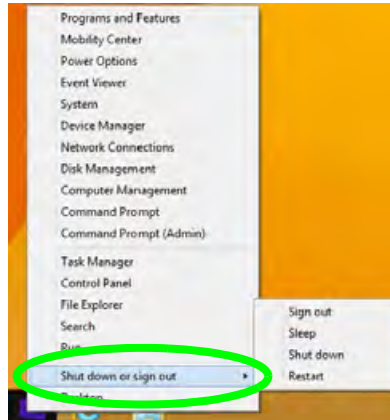 Programs and Features
Mobility Center
Power Options
Event Viewer
System
Device Manager
Network Connections
Disk Management
Computer Management
Command Prompt
Command Prompt (Admin)
Task Manager
Control Panel
File Explorer
Search
Run
Shut down or sign out
Desktop
Sign out
Sleep
Shut down
Restart